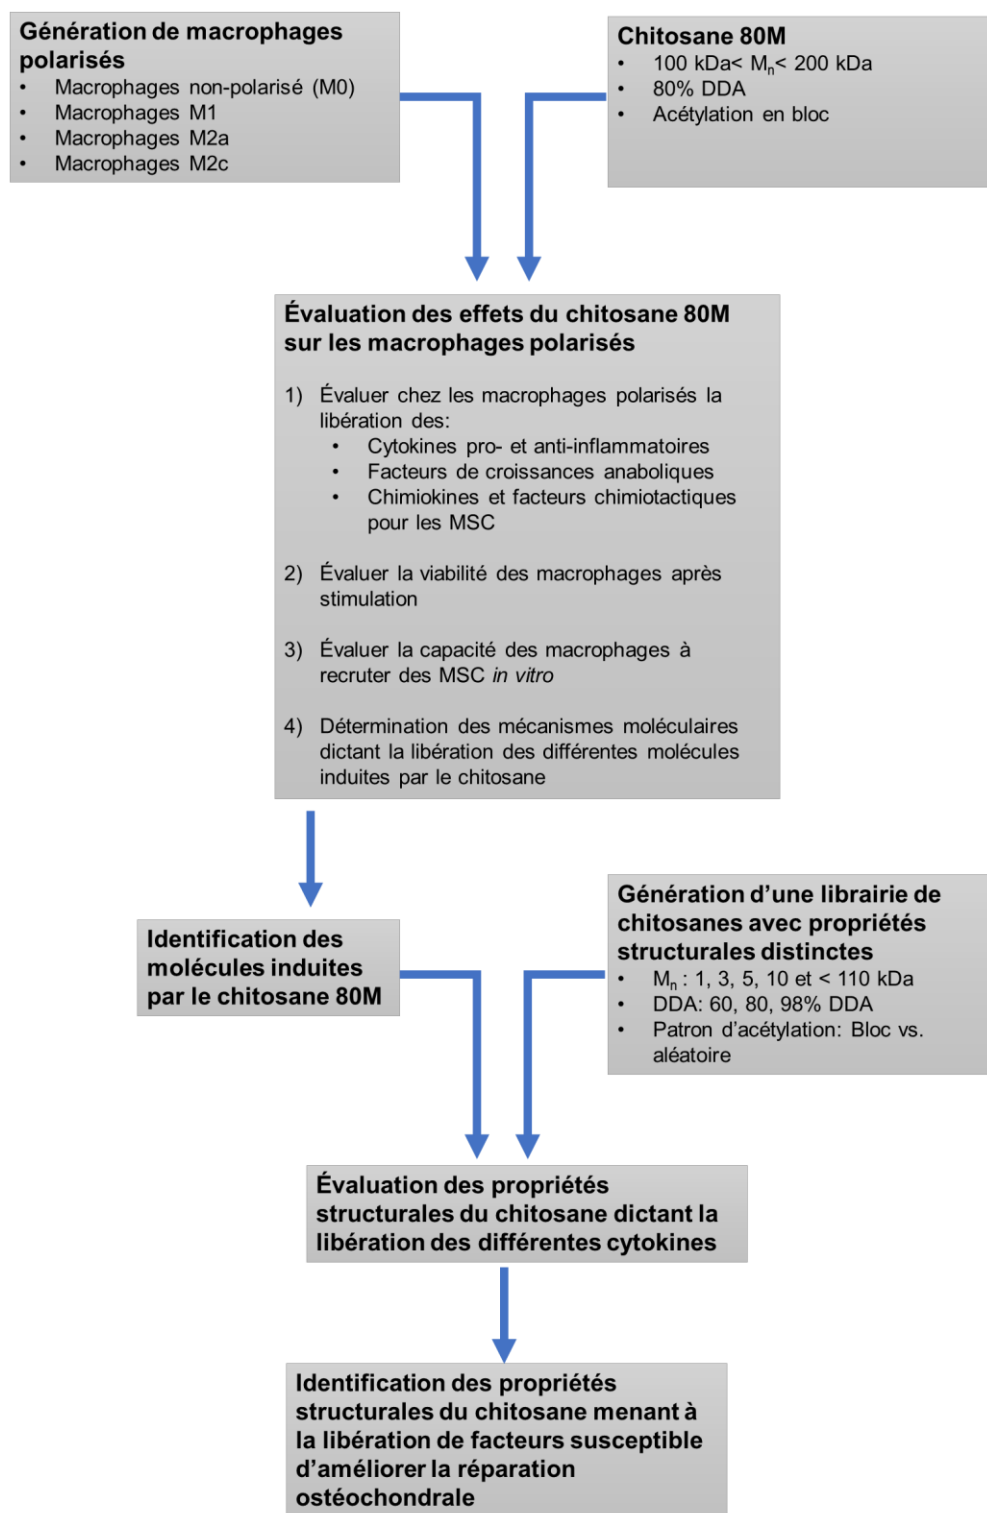 Génération de macrophages
polarisés
• Macrophages non-polarisé (M0)
• Macrophages M1
• Macrophages M2a
• Macrophages M2c
Chitosane 80M
• 100 kDa< Mn< 200 kDa
• 80% DDA
• Acétylation en bloc
Évaluation des effets du chitosane 80M
sur les macrophages polarisés
1) Évaluer chez les macrophages polarisés la
libération des:
• Cytokines pro- et anti-inflammatoires
• Facteurs de croissances anaboliques
• Chimiokines et facteurs chimiotactiques
pour les MSC
2) Évaluer la viabilité des macrophages après
stimulation
3) Évaluer la capacité des macrophages à
recruter des MSC in vitro
4) Détermination des mécanismes moléculaires
dictant la libération des différentes molécules
induites par le chitosane
Identification des
molécules induites
par le chitosane 80M
Génération d'une librairie de
chitosanes avec propriétés
structurales distinctes
• Mn : 1, 3, 5, 10 et < 110 kDa
• DDA: 60, 80, 98% DDA
• Patron d'acétylation: Bloc vs.
aléatoire
Évaluation des propriétés
structurales du chitosane dictant la
libération des différentes cytokines
Identification des propriétés
structurales du chitosane menant à
la libération de facteurs susceptible
d'améliorer la réparation
ostéochondrale